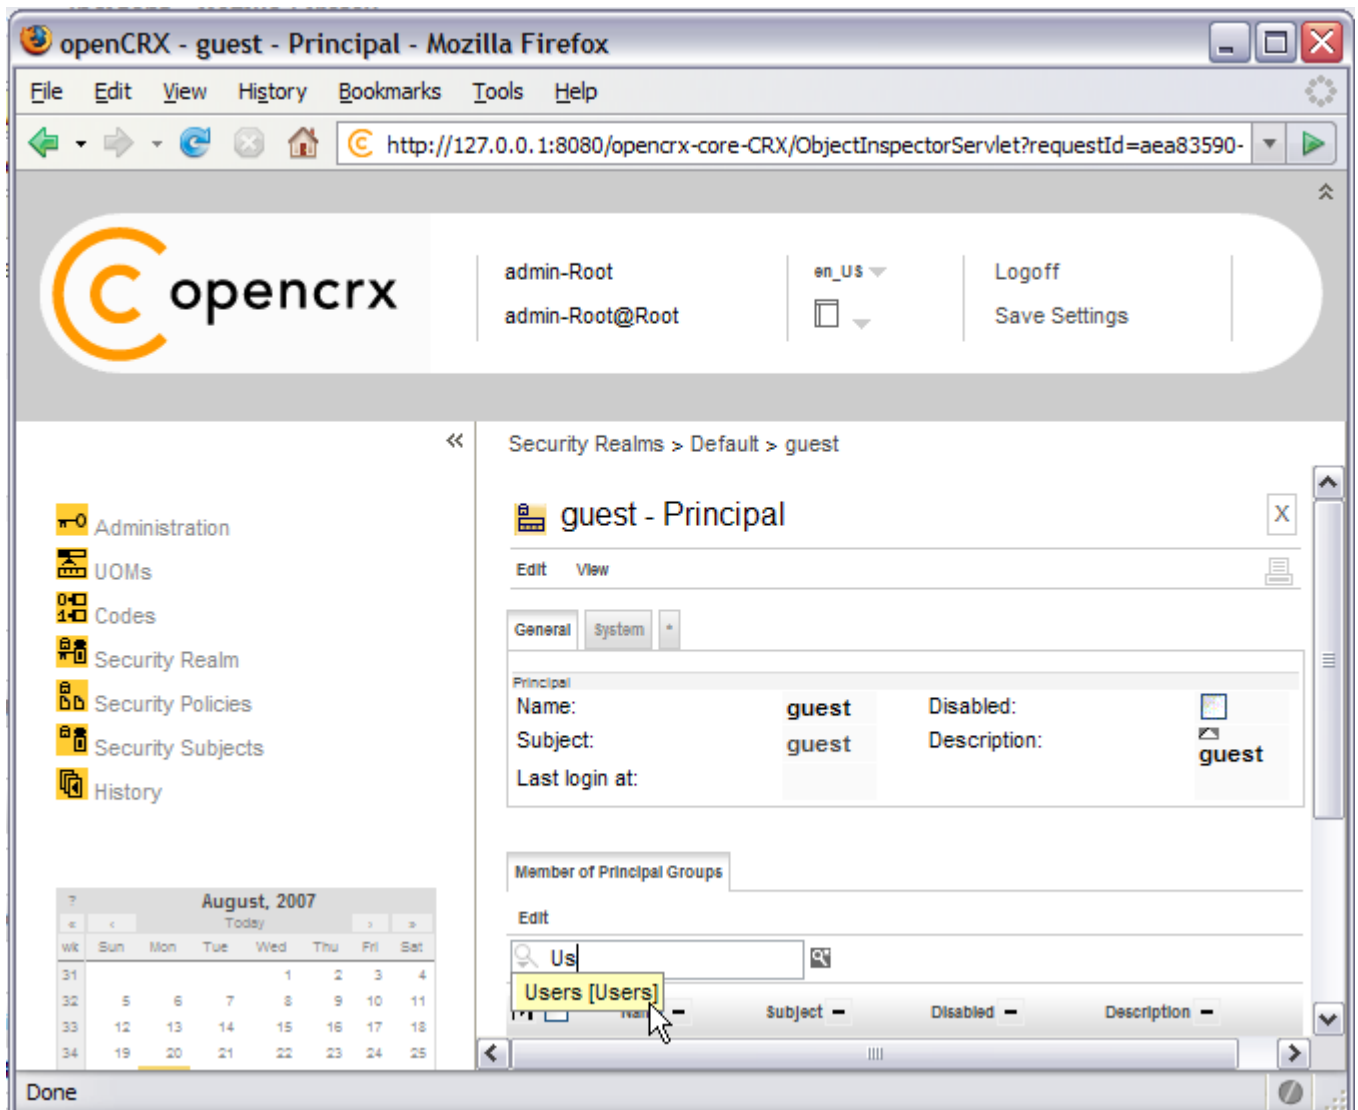 openCRX - guest - Principal - Mozilla Firefox
File Edit View History Bookmarks Tools Help
http://127.0.0.1:8080/opencrx-core-CRX/ObjectInspectorServlet?requestId=aea83590-
opencrx
admin-Root en_US Logoff
admin-Root@Root Save Settings
« Security Realms > Default > guest
guest - Principal X
Edit View
General System +
Principal
Name: guest Disabled:
Subject: guest Description: guest
Last login at:
Administration
UOMs
Codes
Security Realm
Security Policies
Security Subjects
History
Member of Principal Groups
Edit
Us
Users [Users]
Subject Disabled Description
? August, 2007
« ‹ Today › »
wk Sun Mon Tue Wed Thu Fri Sat
31 1 2 3 4
32 5 6 7 8 9 10 11
33 12 13 14 15 16 17 18
34 19 20 21 22 23 24 25
Done